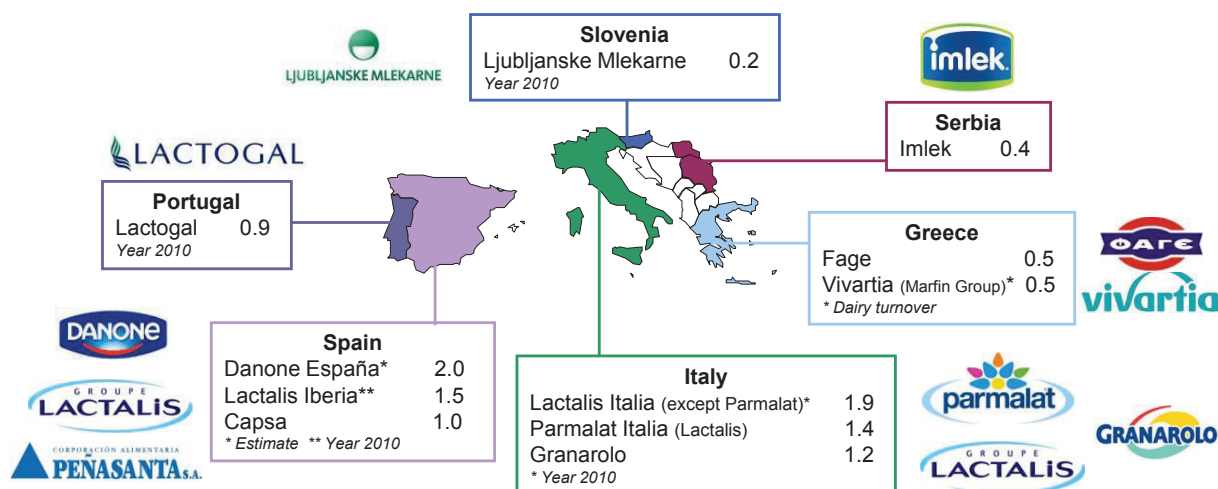 Slovenia
Ljubljanske Mlekarne 0.2
Year 2010
LJUBLJANSKE MLEKARNE
imlek.
Serbia
Imlek 0.4
LACTOGAL
Portugal
Lactogal 0.9
Year 2010
Greece
Fage 0.5
Vivartia (Marfin Group)* 0.5
* Dairy turnover
ΦΑΓΕ
vivartia
DANONE
GROUPE
LACTALIS
CORPORACIÓN ALIMENTARIA
PEÑASANTA S.A.
Spain
Danone España* 2.0
Lactalis Iberia** 1.5
Capsa 1.0
* Estimate ** Year 2010
Italy
Lactalis Italia (except Parmalat)* 1.9
Parmalat Italia (Lactalis) 1.4
Granarolo 1.2
* Year 2010
parmalat
GRANAROLO
GROUPE
LACTALIS